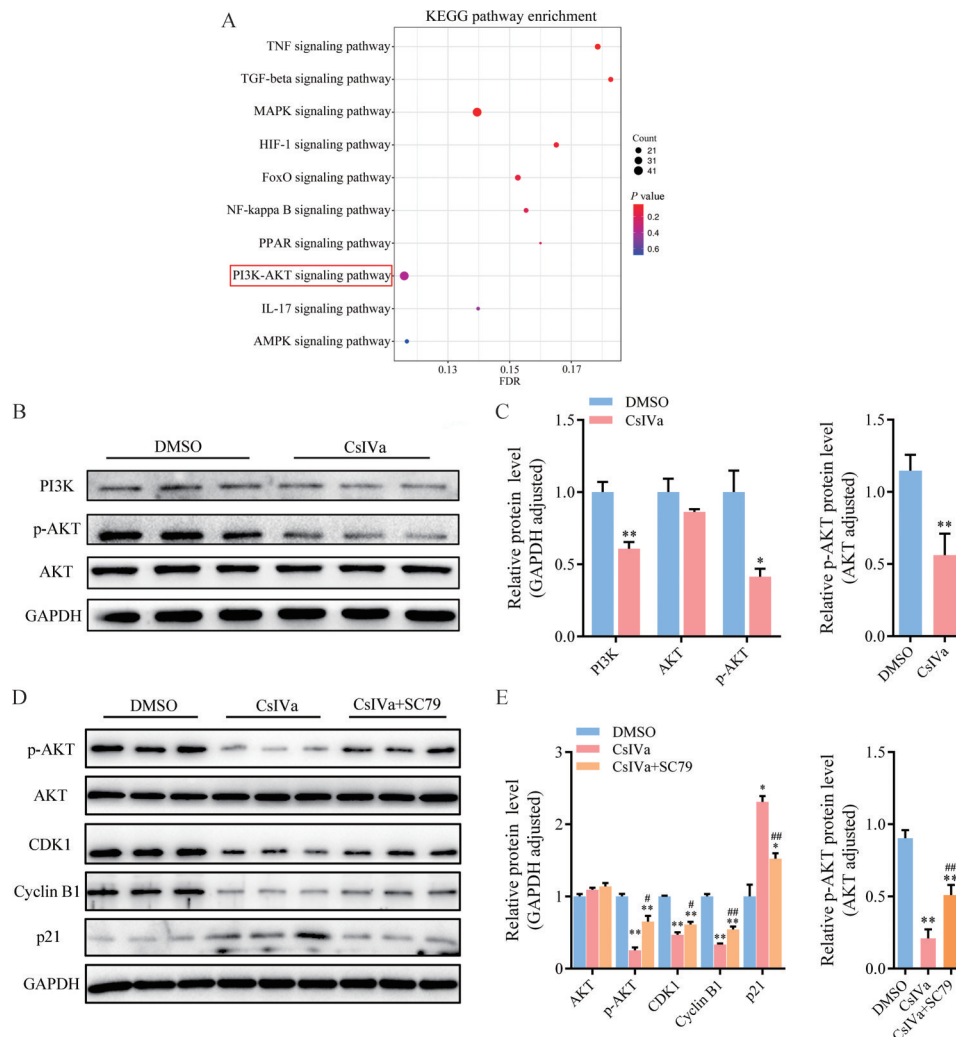 A
KEGG pathway enrichment
TNF signaling pathway
TGF-beta signaling pathway
MAPK signaling pathway
HIF-1 signaling pathway
FoxO signaling pathway
NF-kappa B signaling pathway
PPAR signaling pathway
PI3K-AKT signaling pathway
IL-17 signaling pathway
AMPK signaling pathway
0.13 0.15 0.17
FDR
Count
21
31
41
P value
0.2
0.4
0.6
B
DMSO CsIVa
PI3K
p-AKT
AKT
GAPDH
C
DMSO
CsIVa
Relative protein level
(GAPDH adjusted)
1.5
1.0
0.5
0.0
**
*
PI3K AKT p-AKT
Relative p-AKT protein level
(AKT adjusted)
1.5
1.0
0.5
0.0
**
DMSO CsIVa
D
DMSO CsIVa CsIVa+SC79
p-AKT
AKT
CDK1
Cyclin B1
p21
GAPDH
E
DMSO
CsIVa
CsIVa+SC79
Relative protein level
(GAPDH adjusted)
3
2
1
0
** # ** ** # ** ** ## ** * ## *
AKT p-AKT CDK1 Cyclin B1 p21
Relative p-AKT protein level
(AKT adjusted)
1.5
1.0
0.5
0.0
** ## **
DMSO CsIVa CsIVa+SC79